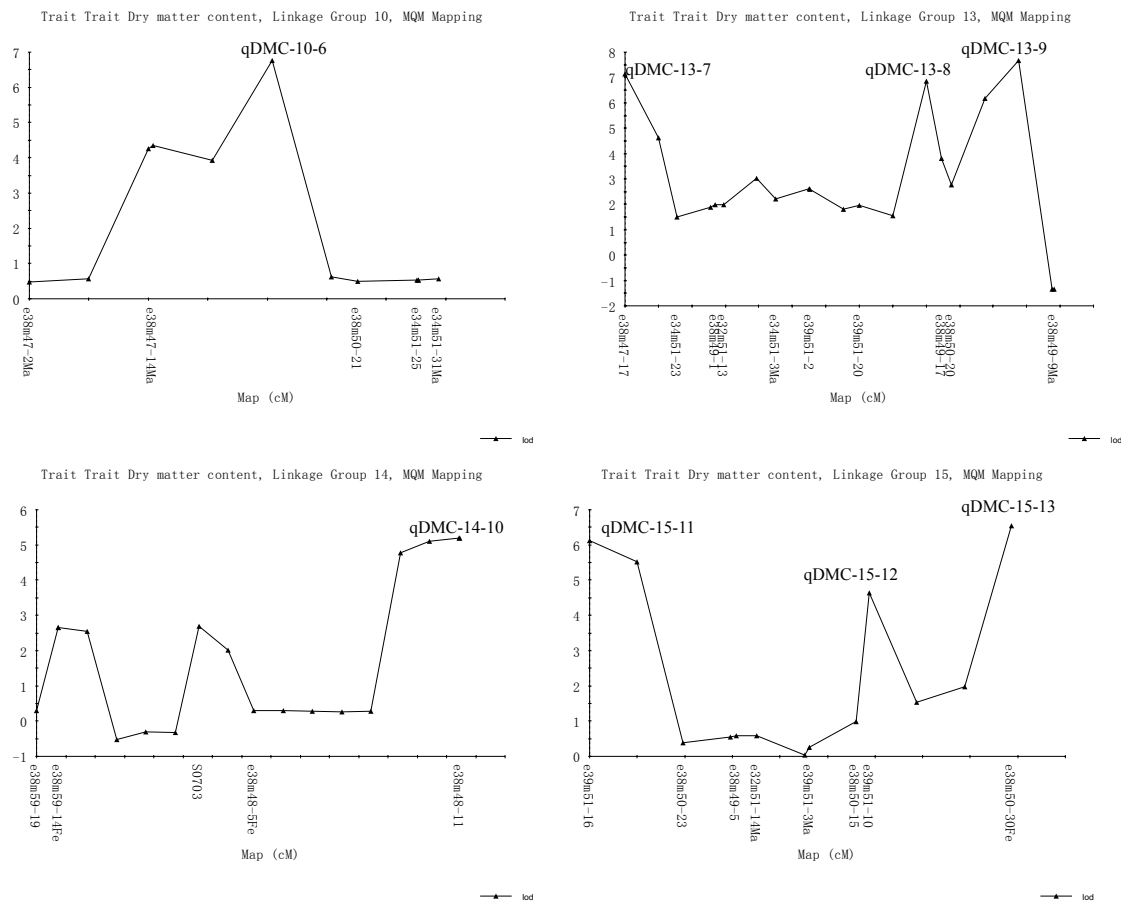 Trait Trait Dry matter content, Linkage Group 10, MQM Mapping
qDMC-10-6
7
6
5
4
3
2
1
0
e38m47-2Ma
e38m47-14Ma
e38m50-21
e34m51-25
e34m51-31Ma
Map (cM)
lod
Trait Trait Dry matter content, Linkage Group 13, MQM Mapping
qDMC-13-7
qDMC-13-8
qDMC-13-9
8
7
6
5
4
3
2
1
0
-1
-2
e38m47-17
e34m51-23
e38m49-1
e32m51-13
e34m51-3Ma
e39m51-2
e39m51-20
e38m49-17
e38m50-20
e38m49-9Ma
Map (cM)
lod
Trait Trait Dry matter content, Linkage Group 14, MQM Mapping
qDMC-14-10
6
5
4
3
2
1
0
-1
e38m59-19
e38m59-14Fe
S0703
e38m48-5Fe
e38m48-11
Map (cM)
lod
Trait Trait Dry matter content, Linkage Group 15, MQM Mapping
qDMC-15-11
qDMC-15-12
qDMC-15-13
7
6
5
4
3
2
1
0
e39m51-16
e38m50-23
e38m49-5
e32m51-14Ma
e39m51-3Ma
e38m50-15
e39m51-10
e38m50-30Fe
Map (cM)
lod